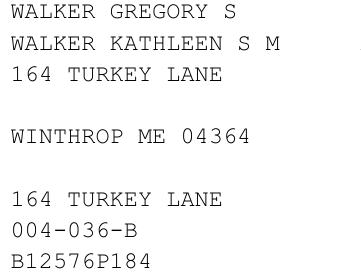 WALKER GREGORY S
WALKER KATHLEEN S M
164 TURKEY LANE
WINTHROP ME 04364
164 TURKEY LANE
004-036-B
B12576P184